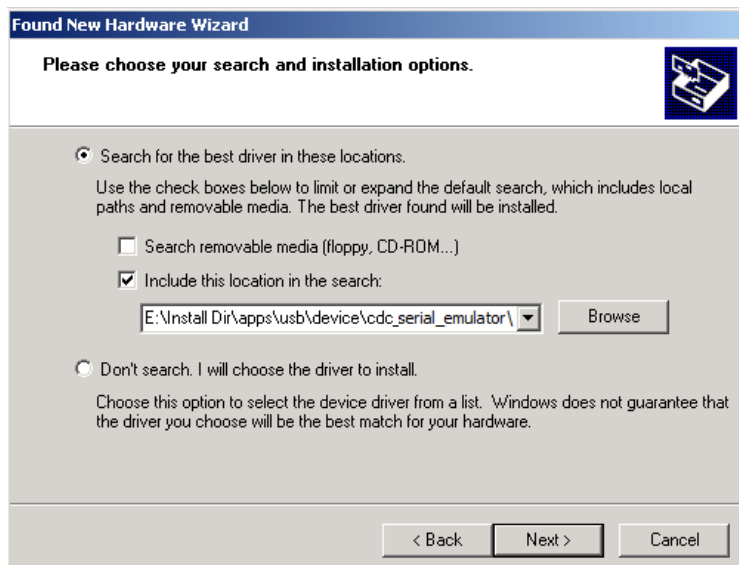 Found New Hardware Wizard
Please choose your search and installation options.
Search for the best driver in these locations.
Use the check boxes below to limit or expand the default search, which includes local
paths and removable media. The best driver found will be installed.
Search removable media (floppy, CD-ROM...)
Include this location in the search:
E:\Install Dir\apps\usb\device\cdc_serial_emulator\
Browse
Don't search. I will choose the driver to install.
Choose this option to select the device driver from a list. Windows does not guarantee that
the driver you choose will be the best match for your hardware.
< Back
Next >
Cancel